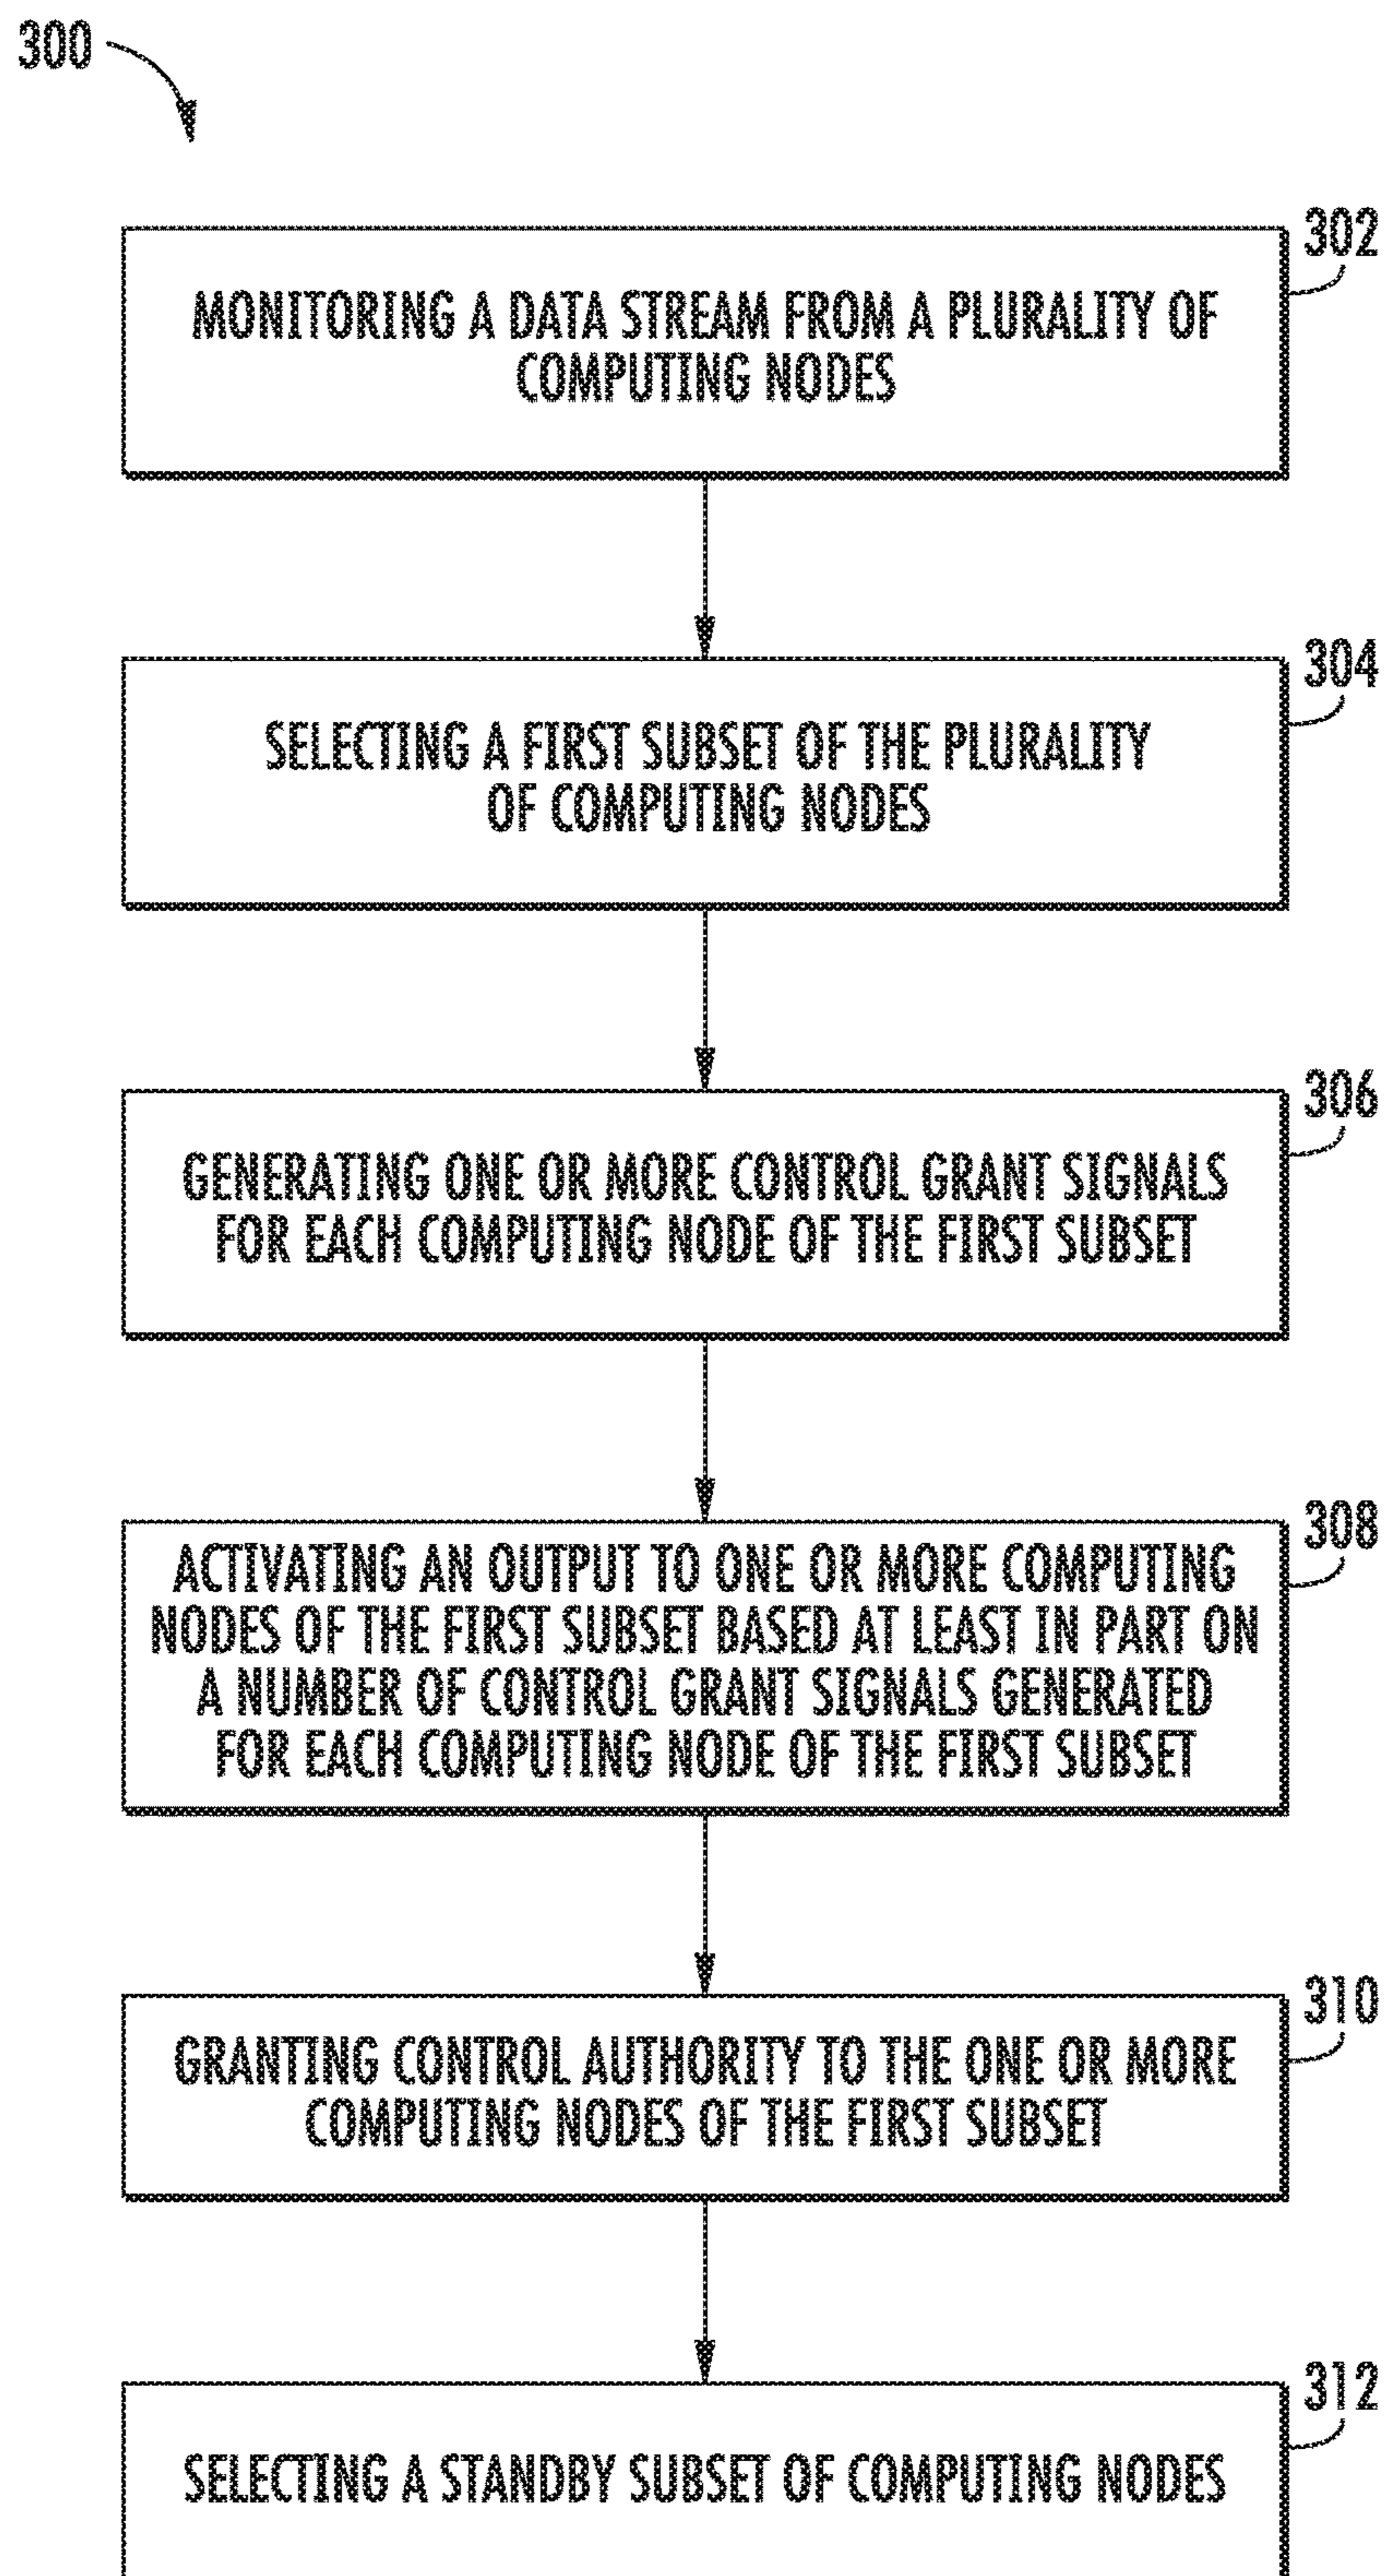 300
302
MONITORING A DATA STREAM FROM A PLURALITY OF
COMPUTING NODES
304
SELECTING A FIRST SUBSET OF THE PLURALITY
OF COMPUTING NODES
306
GENERATING ONE OR MORE CONTROL GRANT SIGNALS
FOR EACH COMPUTING NODE OF THE FIRST SUBSET
308
ACTIVATING AN OUTPUT TO ONE OR MORE COMPUTING
NODES OF THE FIRST SUBSET BASED AT LEAST IN PART ON
A NUMBER OF CONTROL GRANT SIGNALS GENERATED
FOR EACH COMPUTING NODE OF THE FIRST SUBSET
310
GRANTING CONTROL AUTHORITY TO THE ONE OR MORE
COMPUTING NODES OF THE FIRST SUBSET
312
SELECTING A STANDBY SUBSET OF COMPUTING NODES